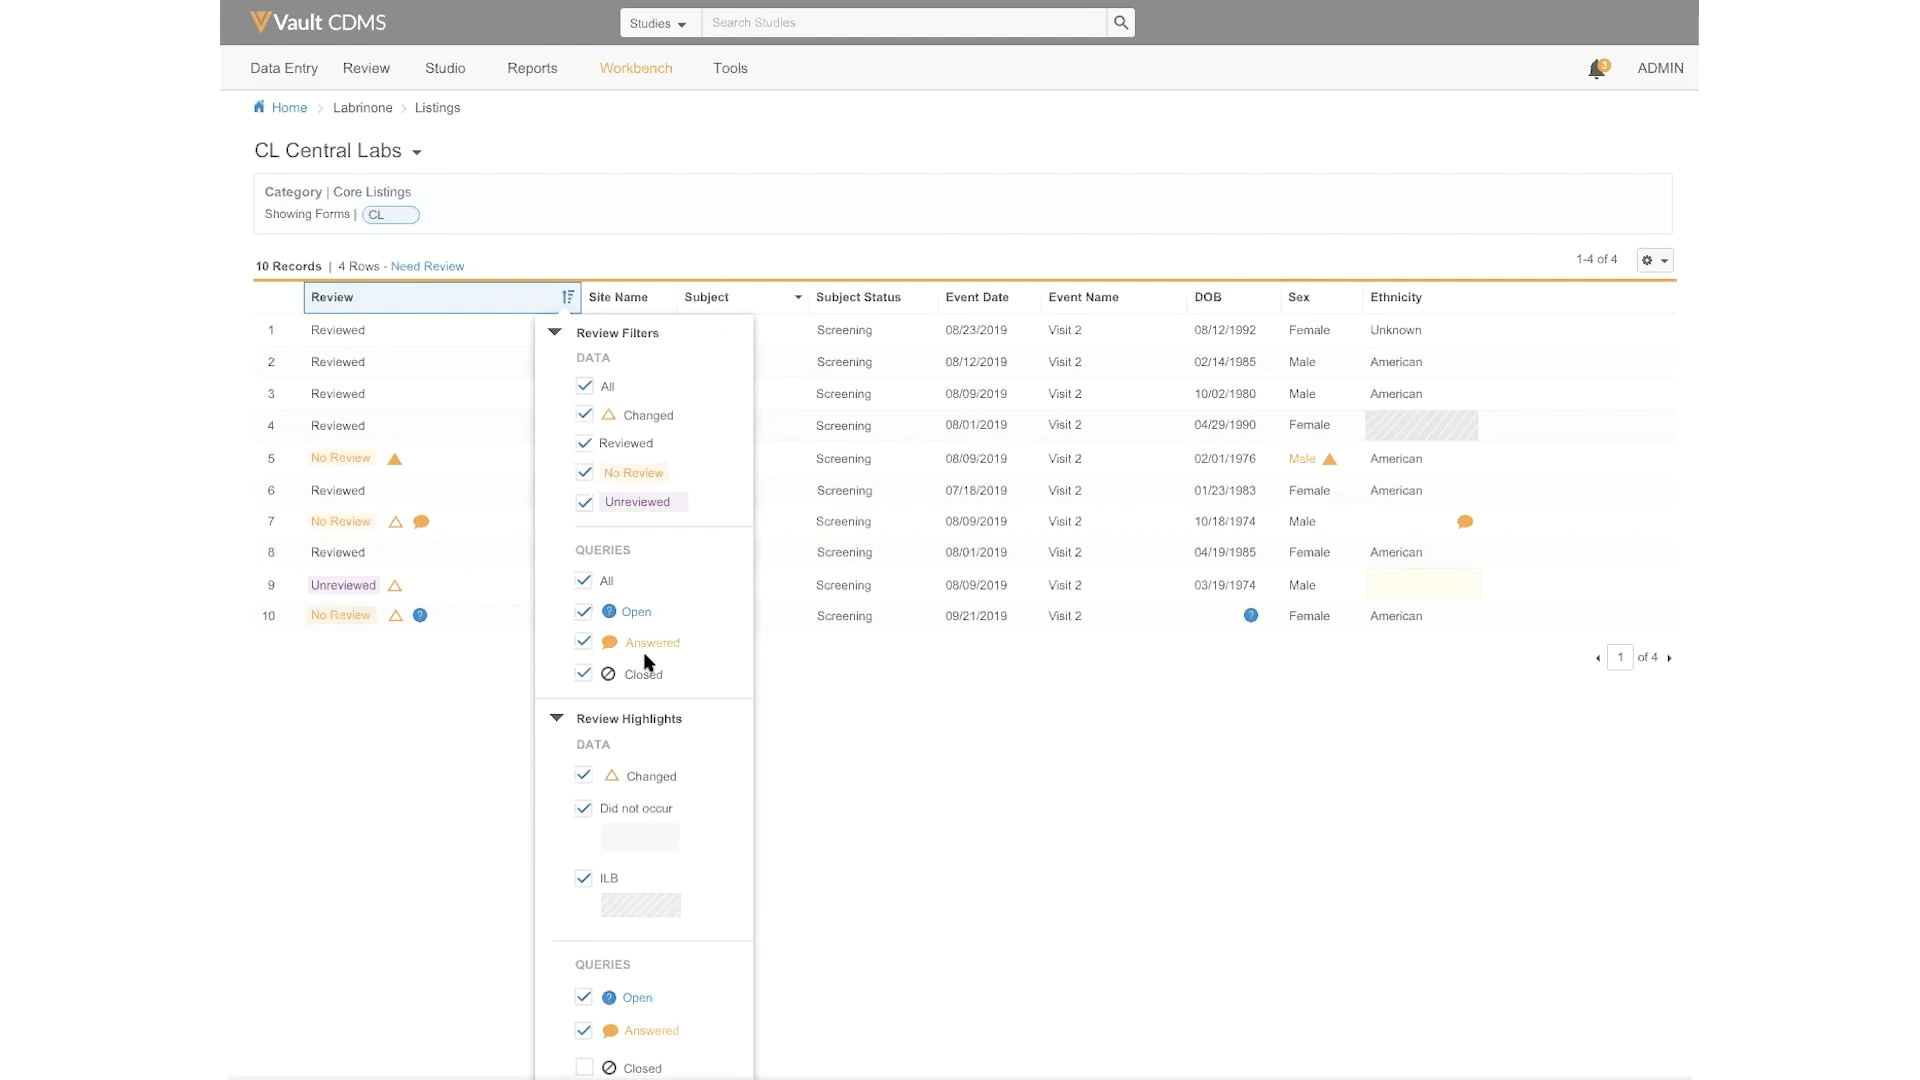 Vault CDMS
Studies
Search Studies
Data Entry Review Studio Reports Workbench Tools 3 ADMIN
Home > Labrinone > Listings
CL Central Labs
Category | Core Listings
Showing Forms | CL
10 Records | 4 Rows - Need Review
1-4 of 4
Review Site Name Subject Subject Status Event Date Event Name DOB Sex Ethnicity
1 Reviewed Screening 08/23/2019 Visit 2 08/12/1992 Female Unknown
2 Reviewed Screening 08/12/2019 Visit 2 02/14/1985 Male American
3 Reviewed Screening 08/09/2019 Visit 2 10/02/1980 Male American
4 Reviewed Screening 08/01/2019 Visit 2 04/29/1990 Female
5 No Review Screening 08/09/2019 Visit 2 02/01/1976 Male American
6 Reviewed Screening 07/18/2019 Visit 2 01/23/1983 Female American
7 No Review Screening 08/09/2019 Visit 2 10/18/1974 Male
8 Reviewed Screening 08/01/2019 Visit 2 04/19/1985 Female American
9 Unreviewed Screening 08/09/2019 Visit 2 03/19/1974 Male
10 No Review ? Screening 09/21/2019 Visit 2 ? Female American
1 of 4
Review Filters
DATA
All
Changed
Reviewed
No Review
Unreviewed
QUERIES
All
? Open
Answered
Closed
Review Highlights
DATA
Changed
Did not occur
ILB
QUERIES
? Open
Answered
Closed